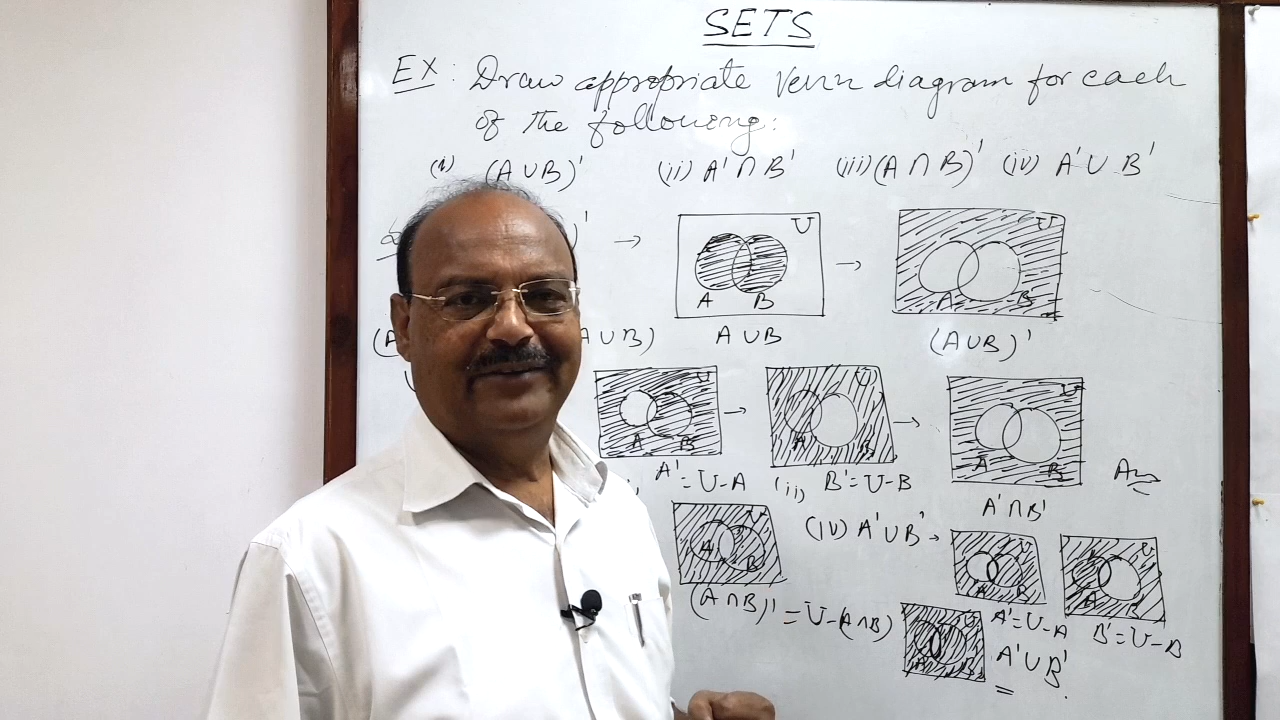 SETS
Ex: Draw appropriate venn diagram for each
of the following:
(i) (A∪B)' (ii) A'∩B' (iii) (A∩B)' (iv) A'∪B'
' → U A B → U A B
(A ∪B) A∪B (A∪B)'
U A B → U A B → U A B
A'=U-A (ii) B'=U-B A'∩B' Ans
U A B (iv) A'∪B' → U A B U A B
(A∩B)' = U-(A∩B) A'=U-A B'=U-B
U A B A'∪B'.